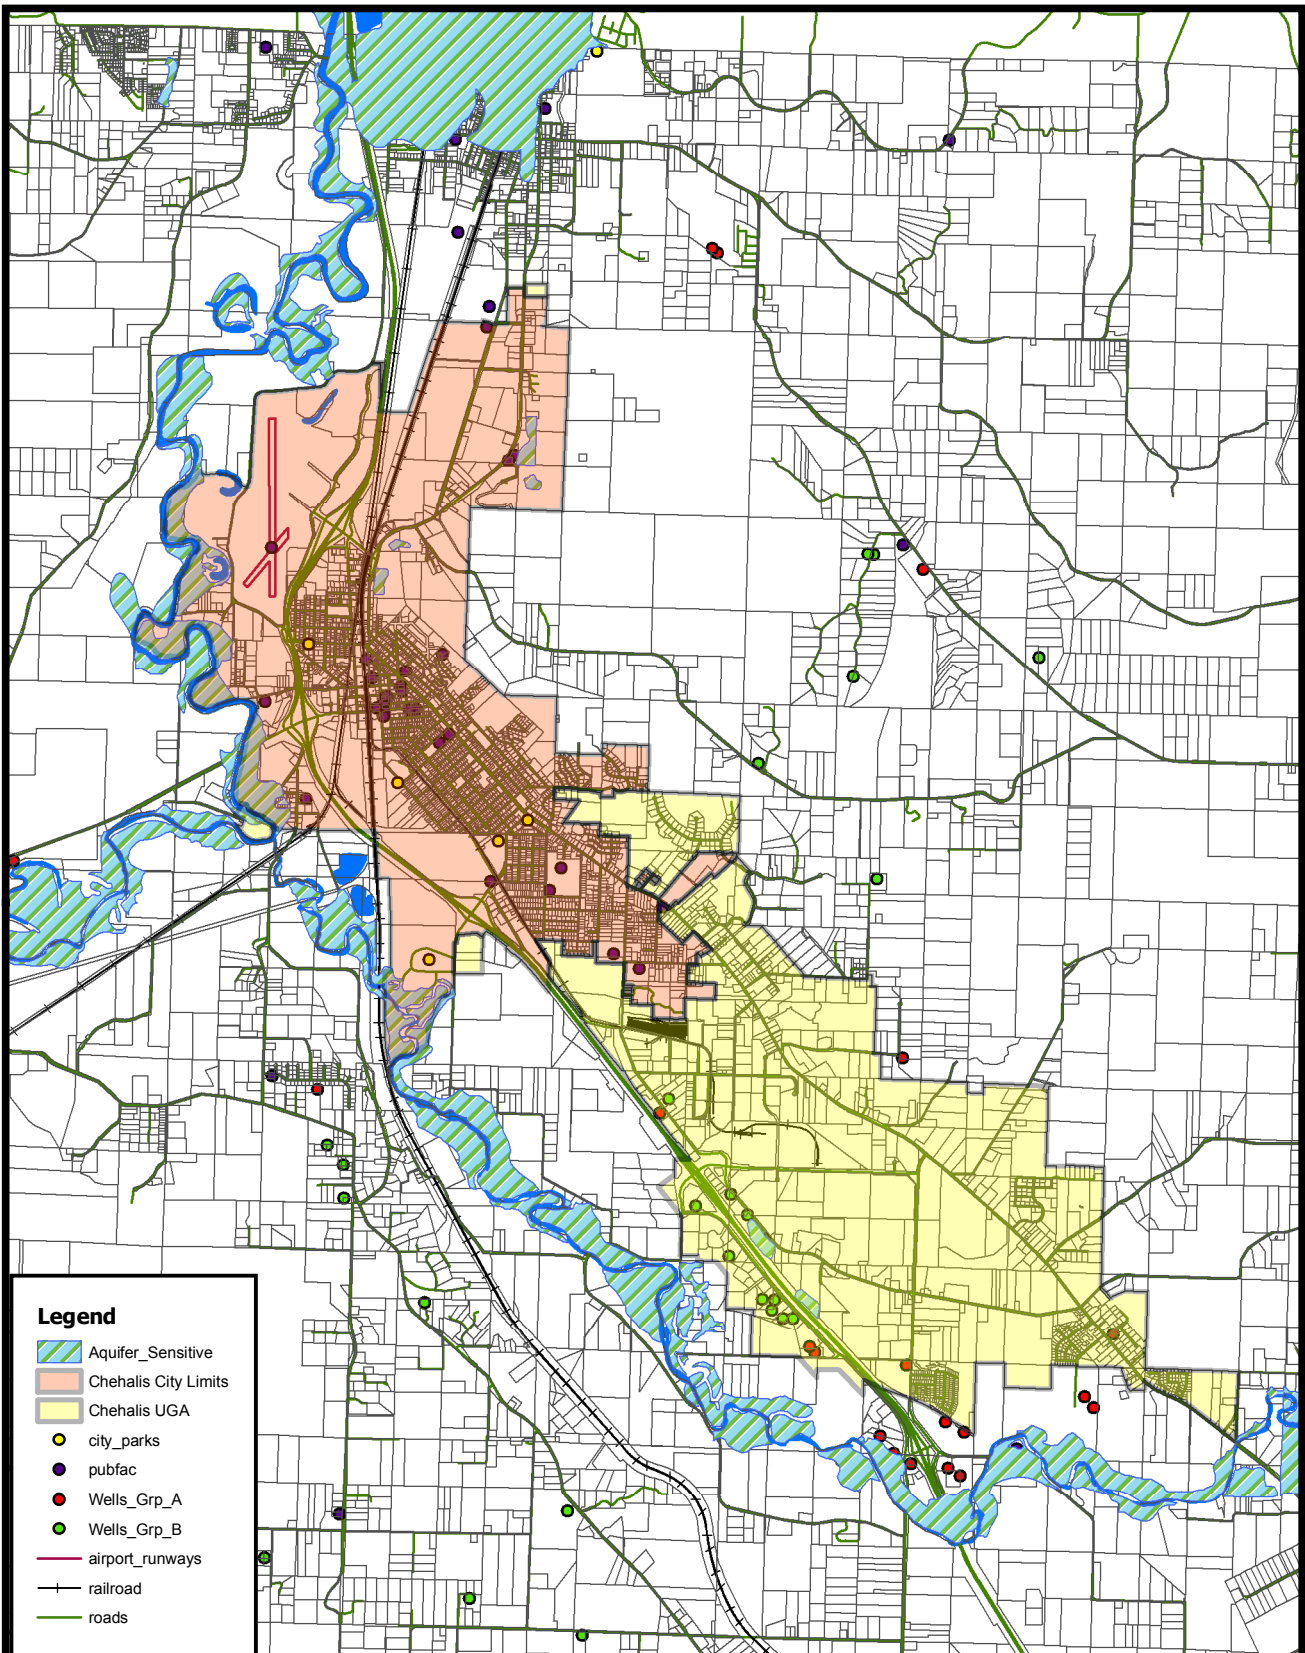 Legend
Aquifer_Sensitive
Chehalis City Limits
Chehalis UGA
city_parks
pubfac
Wells_Grp_A
Wells_Grp_B
airport_runways
railroad
roads